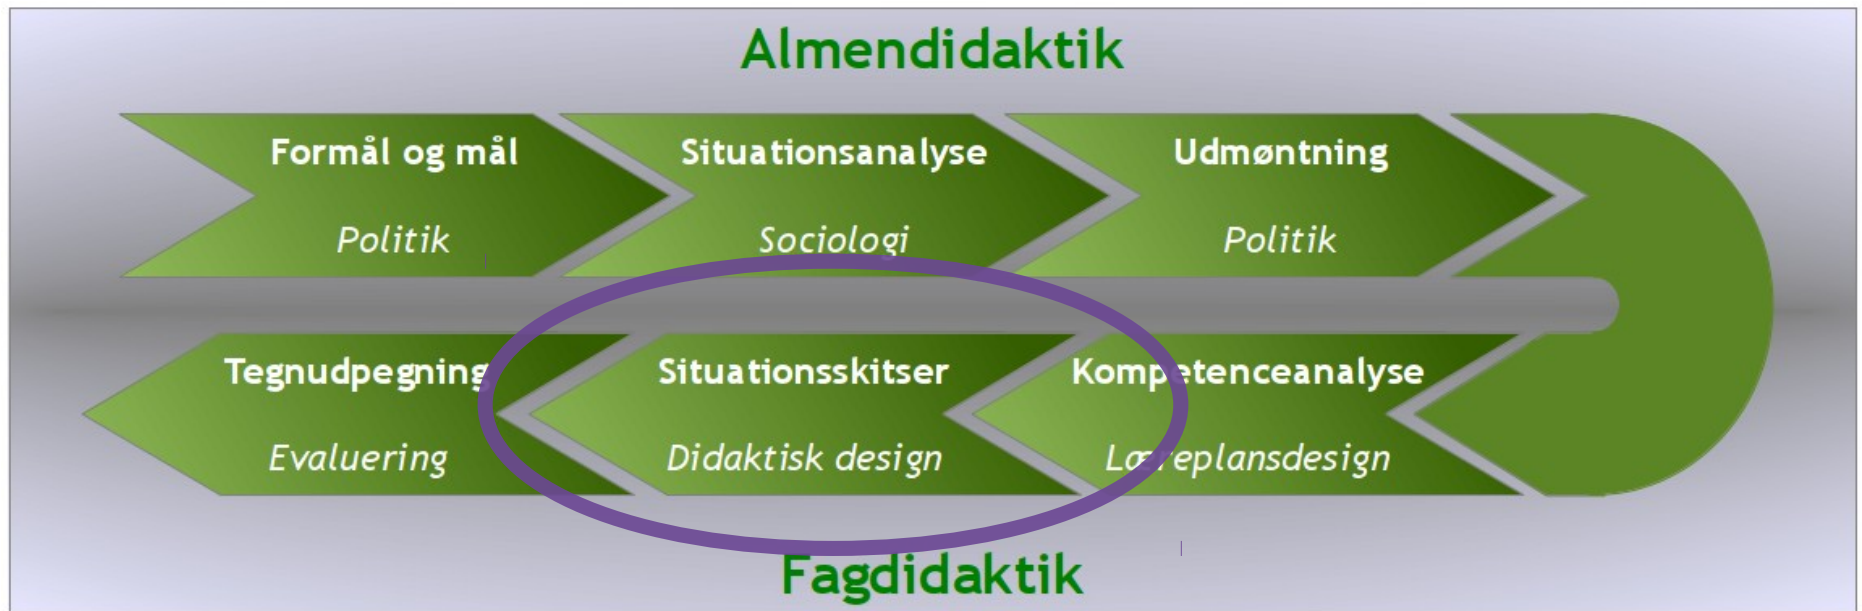 Almendidaktik
Formål og mål
Politik
Situationsanalyse
Sociologi
Udmøntning
Politik
Kompetenceanalyse
Læreplansdesign
Situationsskitser
Didaktisk design
Tegnudpegning
Evaluering
Fagdidaktik